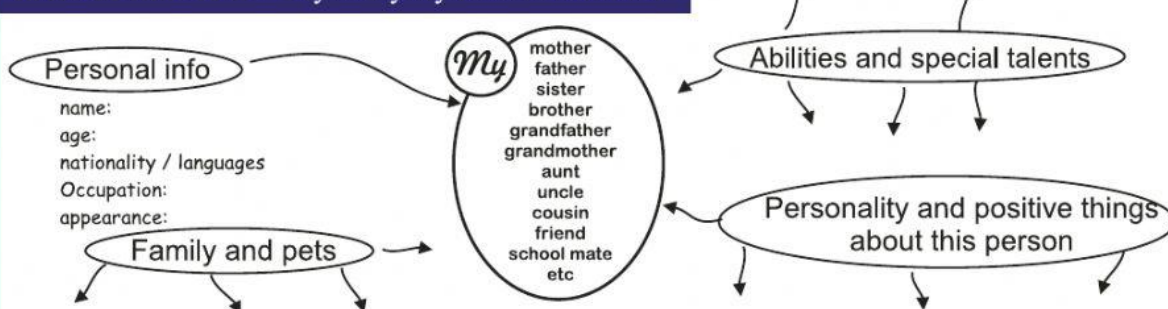 Personal info
name:
age:
nationality / languages
Occupation:
appearance:
Family and pets
My
mother
father
sister
brother
grandfather
grandmother
aunt
uncle
cousin
friend
school mate
etc
Abilities and special talents
Personality and positive things
about this person